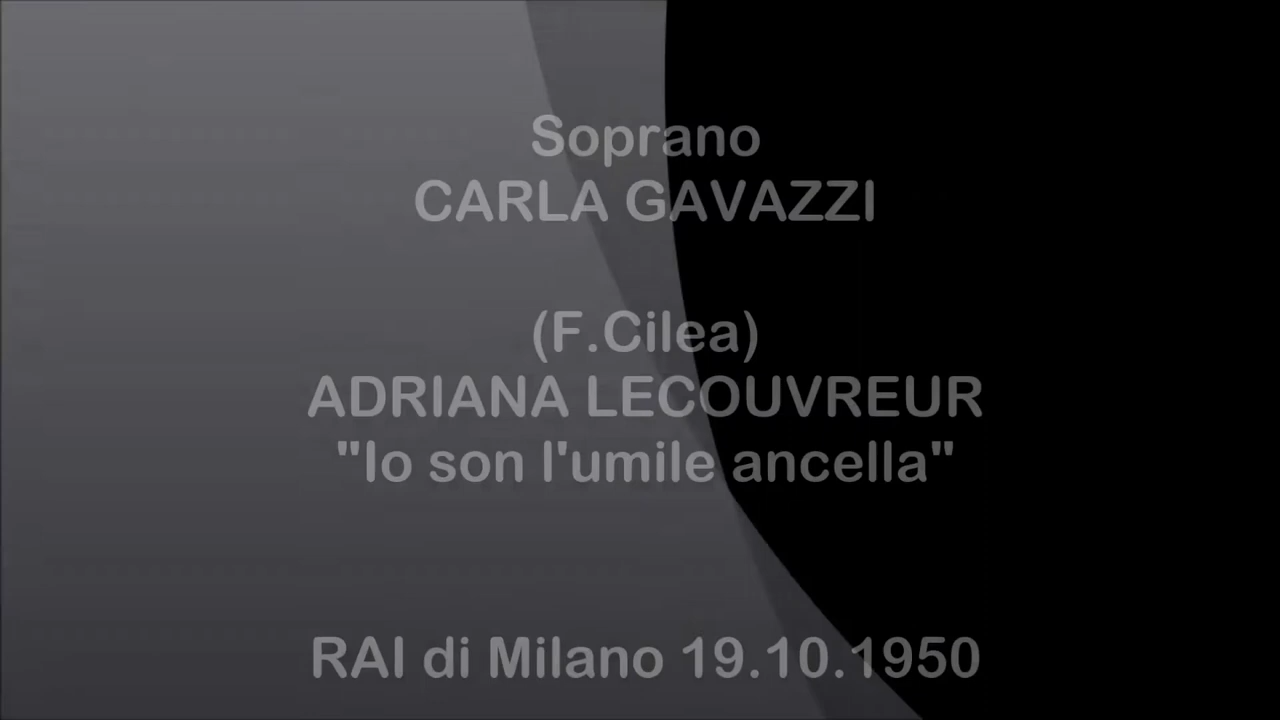 Soprano
CARLA GAVAZZI
(F.Cilea)
ADRIANA LECOUVREUR
"Io son l'umile ancella"
RAI di Milano 19.10.1950